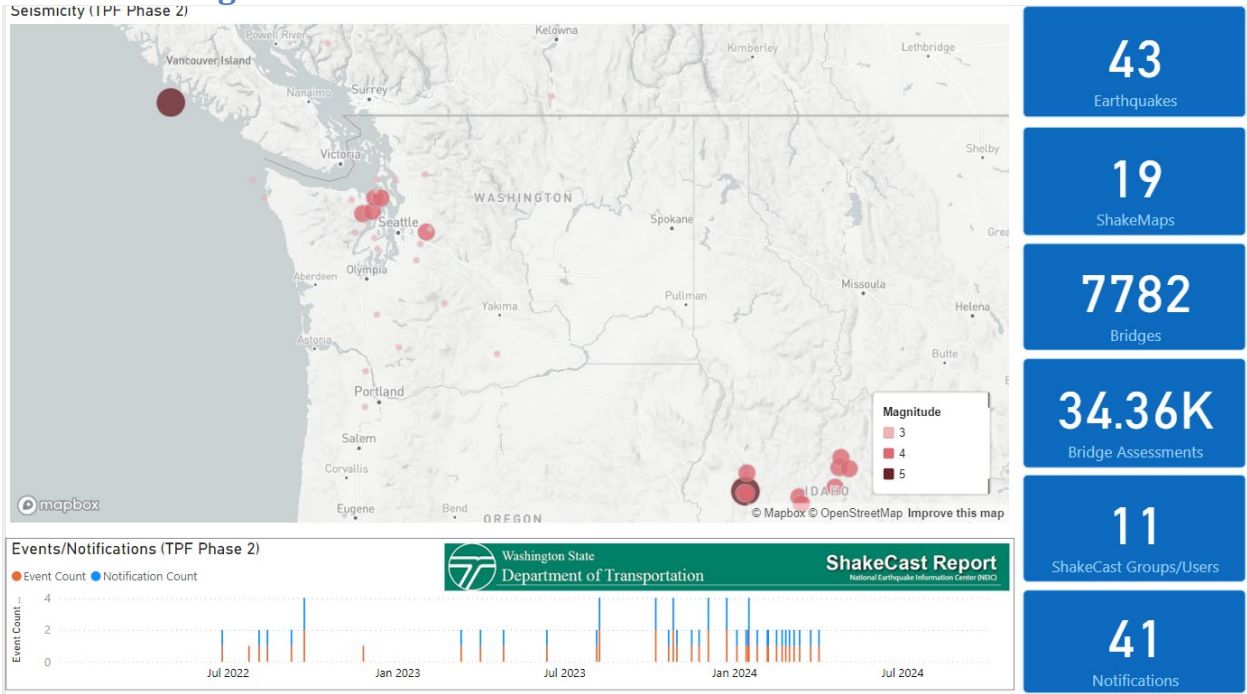 Seismicity (TPF Phase 2)
Powell River
Kelowna
Kimberley
Lethbridge
Vancouver Island
Nanaimo
Surrey
Victoria
Shelby
WASHINGTON
Seattle
Spokane
Grea
Olympia
Aberdeen
Missoula
Yakima
Pullman
Helena
Astoria
Butte
Portland
Salem
Corvallis
Eugene
Bend
OREGON
IDAHO
Magnitude
3
4
5
mapbox
© Mapbox © OpenStreetMap Improve this map
43
Earthquakes
19
ShakeMaps
7782
Bridges
34.36K
Bridge Assessments
11
ShakeCast Groups/Users
41
Notifications
Events/Notifications (TPF Phase 2)
Event Count Notification Count
Washington State
Department of Transportation
ShakeCast Report
National Earthquake Information Center (NEIC)
Event Count ...
4
2
0
Jul 2022 Jan 2023 Jul 2023 Jan 2024 Jul 2024